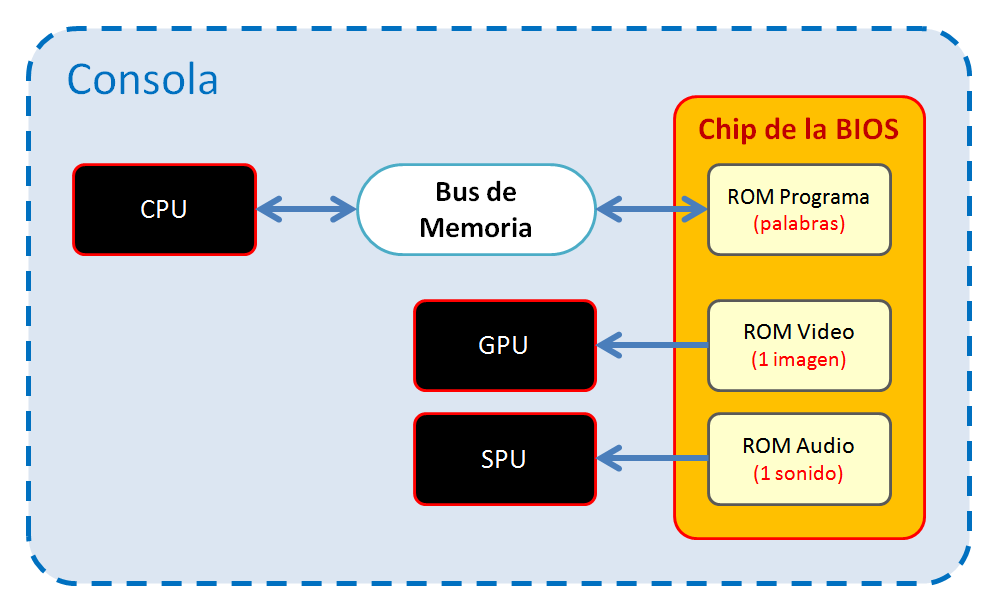 Consola
Chip de la BIOS
CPU
Bus de
Memoria
ROM Programa
(palabras)
GPU
ROM Video
(1 imagen)
SPU
ROM Audio
(1 sonido)